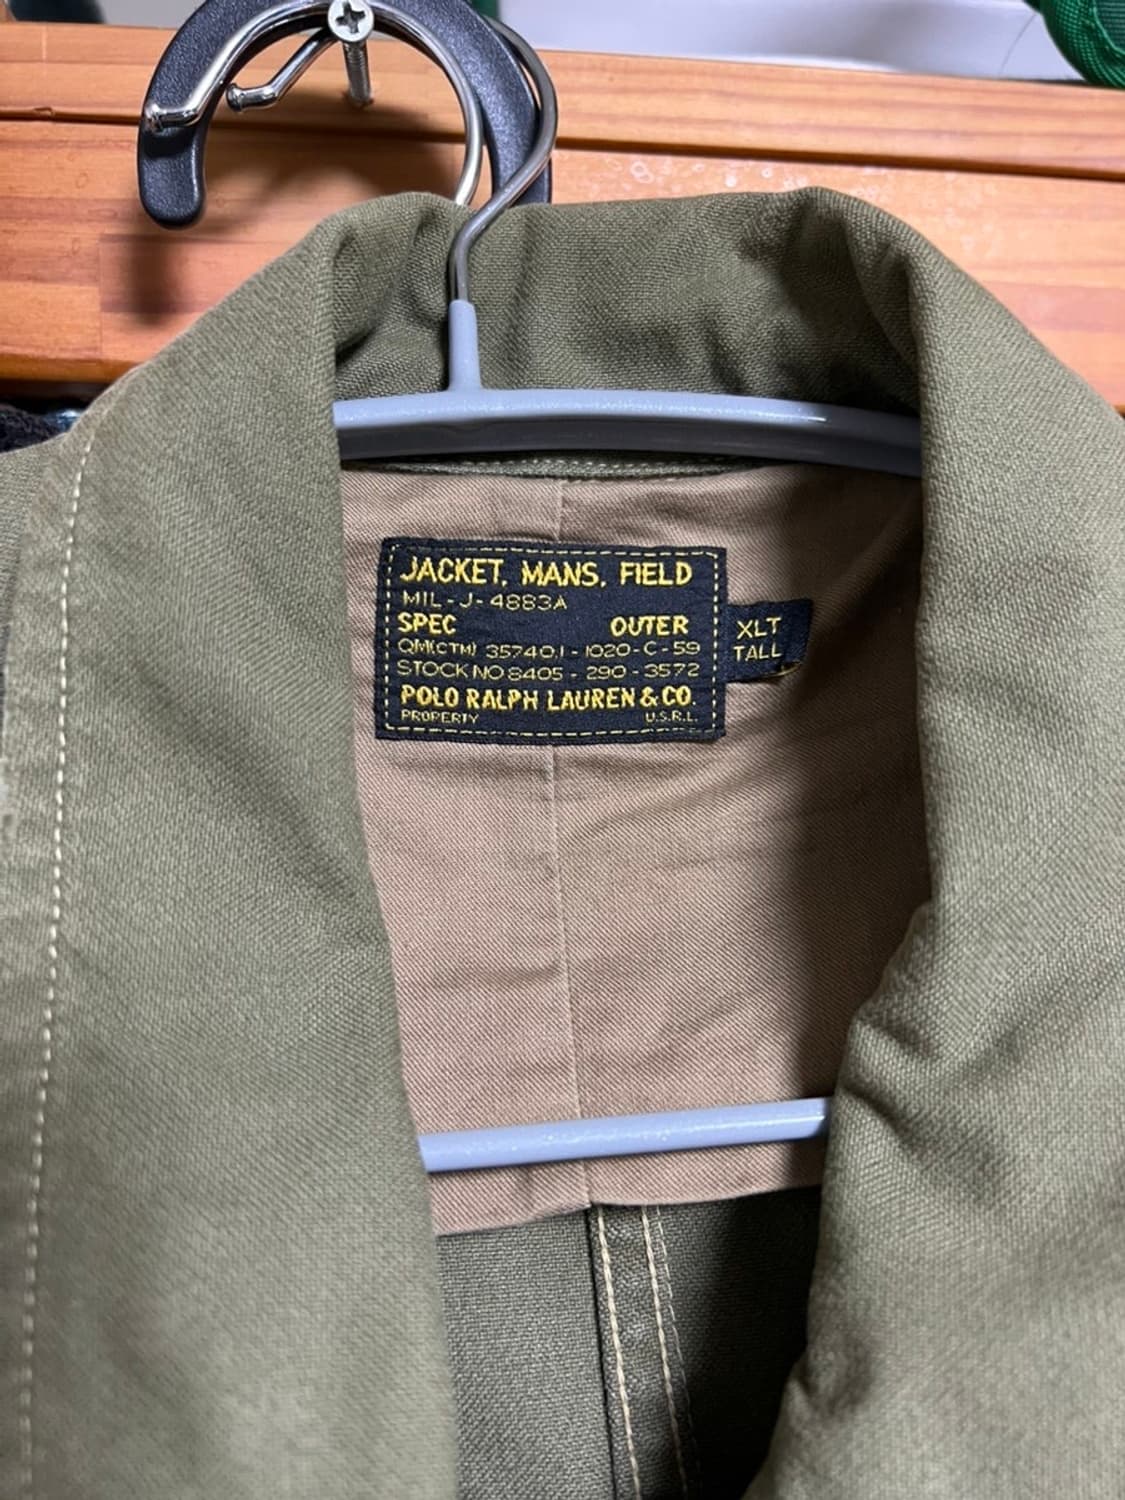 JACKET, MANS, FIELD
MIL-J-4883A
SPEC OUTER
QM(CTM) 35740.1-1020-C-59
STOCK NO 8405-290-3572
POLO RALPH LAUREN & CO.
PROPERTY U.S.R.L.
XLT
TALL